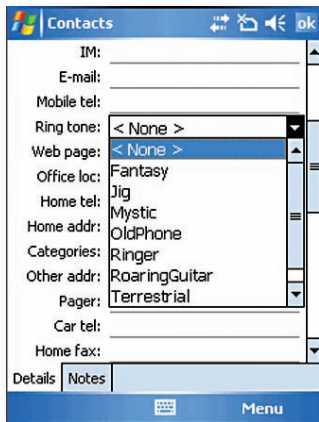 Contacts ok
IM:
E-mail:
Mobile tel:
Ring tone: < None >
Web page: < None >
Office loc: Fantasy
Home tel: Jig
Mystic
Home addr: OldPhone
Categories: Ringer
Other addr: RoaringGuitar
Pager: Terrestrial
Car tel:
Home fax:
Details Notes
Menu